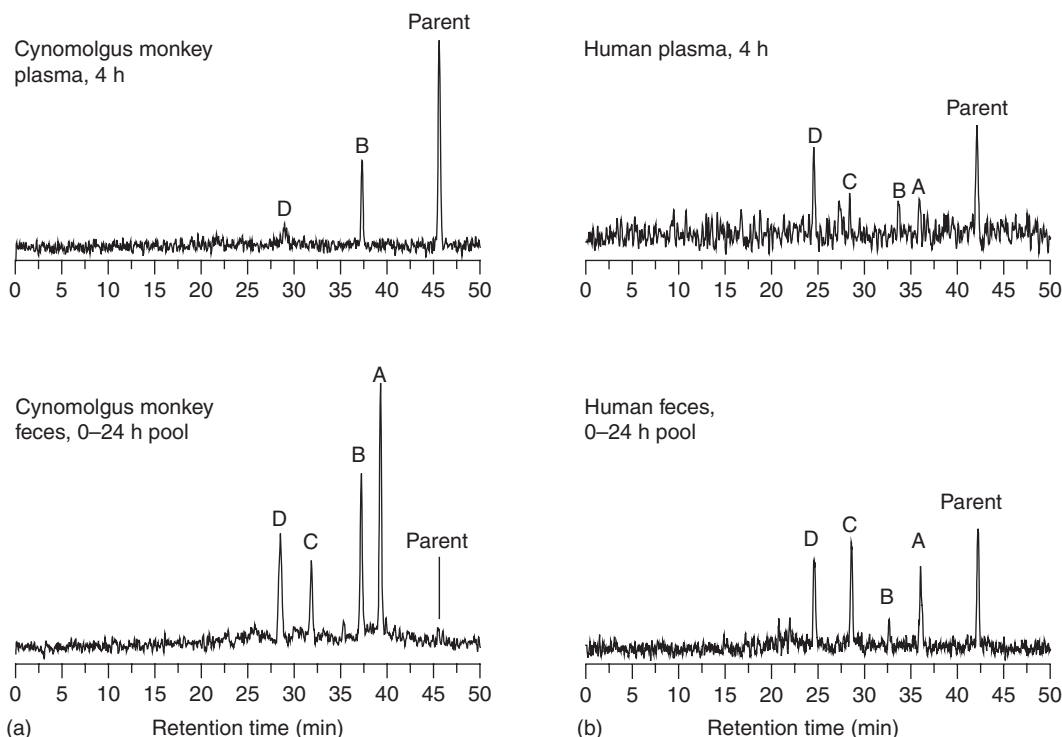 Cynomolgus monkey
plasma, 4 h
Parent
B
D
0 5 10 15 20 25 30 35 40 45 50
Human plasma, 4 h
Parent
D
C
B
A
0 5 10 15 20 25 30 35 40 45 50
Cynomolgus monkey
feces, 0–24 h pool
A
B
D
C
Parent
0 5 10 15 20 25 30 35 40 45 50
(a) Retention time (min)
Human feces,
0–24 h pool
Parent
D
C
A
B
0 5 10 15 20 25 30 35 40 45 50
(b) Retention time (min)